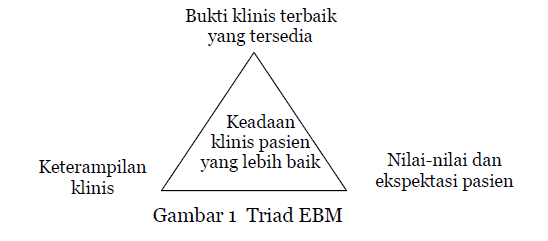 Bukti klinis terbaik
yang tersedia
Keadaan
klinis pasien
yang lebih baik
Keterampilan
klinis
Nilai-nilai dan
ekspektasi pasien
Gambar 1 Triad EBM